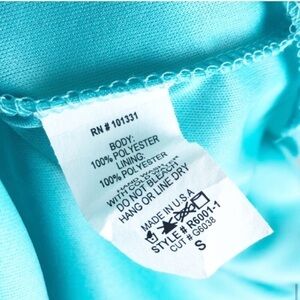 RN # 101331
BODY:
100% POLYESTER
LINING:
100% POLYESTER
DO NOT BLEACH
HANG OR LINE DRY
MADE IN U.S.A
STYLE# R6001-1
CUT# G6038
S